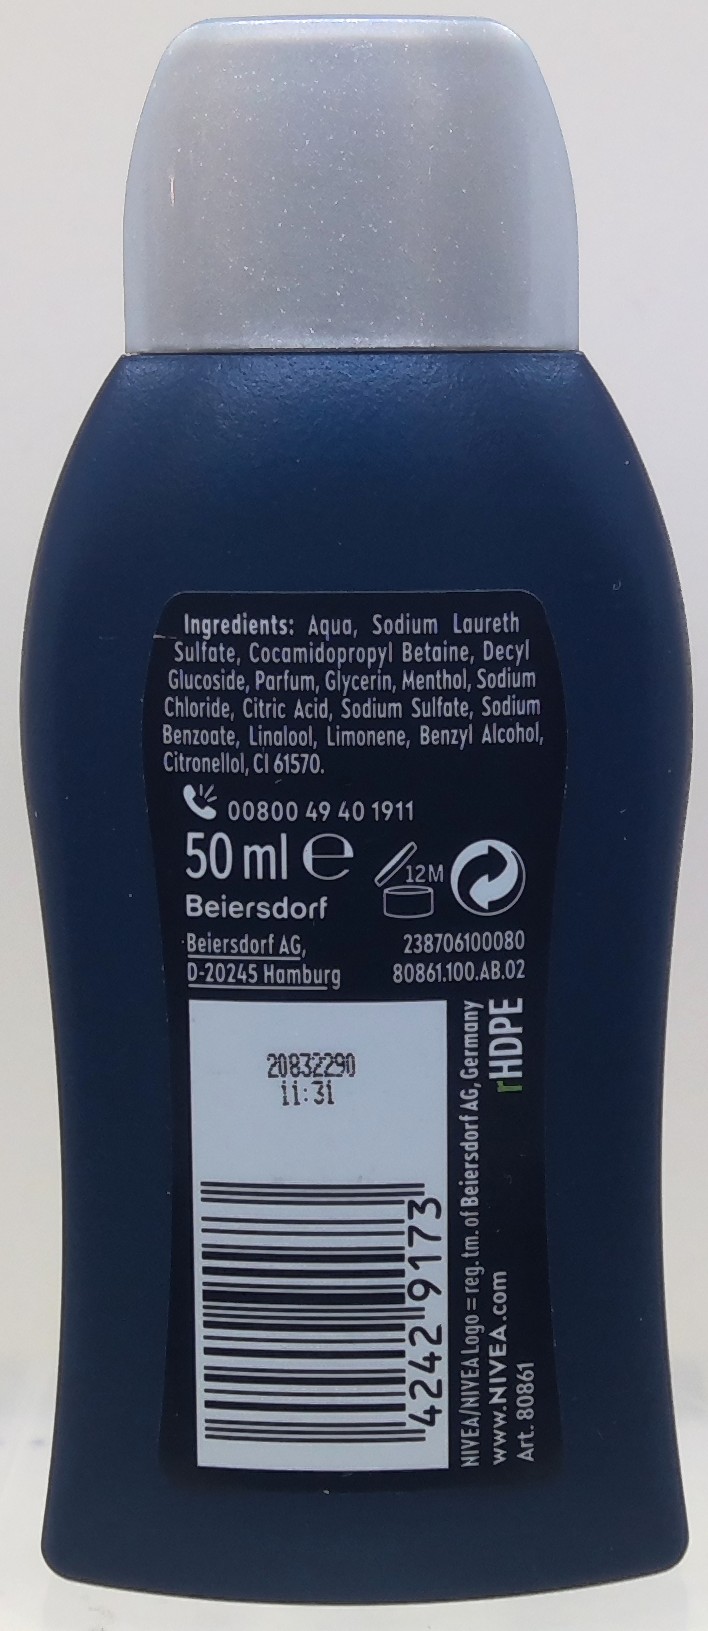 Ingredients: Aqua, Sodium Laureth
Sulfate, Cocamidopropyl Betaine, Decyl
Glucoside, Parfum, Glycerin, Menthol, Sodium
Chloride, Citric Acid, Sodium Sulfate, Sodium
Benzoate, Linalool, Limonene, Benzyl Alcohol,
Citronellol, CI 61570.
00800 49 40 1911
50 ml ℮
12M
Beiersdorf
Beiersdorf AG,
D-20245 Hamburg
238706100080
80861.100.AB.02
20832290
11:31
4242 9173
NIVEA/NIVEA Logo = reg. tm. of Beiersdorf AG, Germany
www.NIVEA.com
Art. 80861
rHDPE